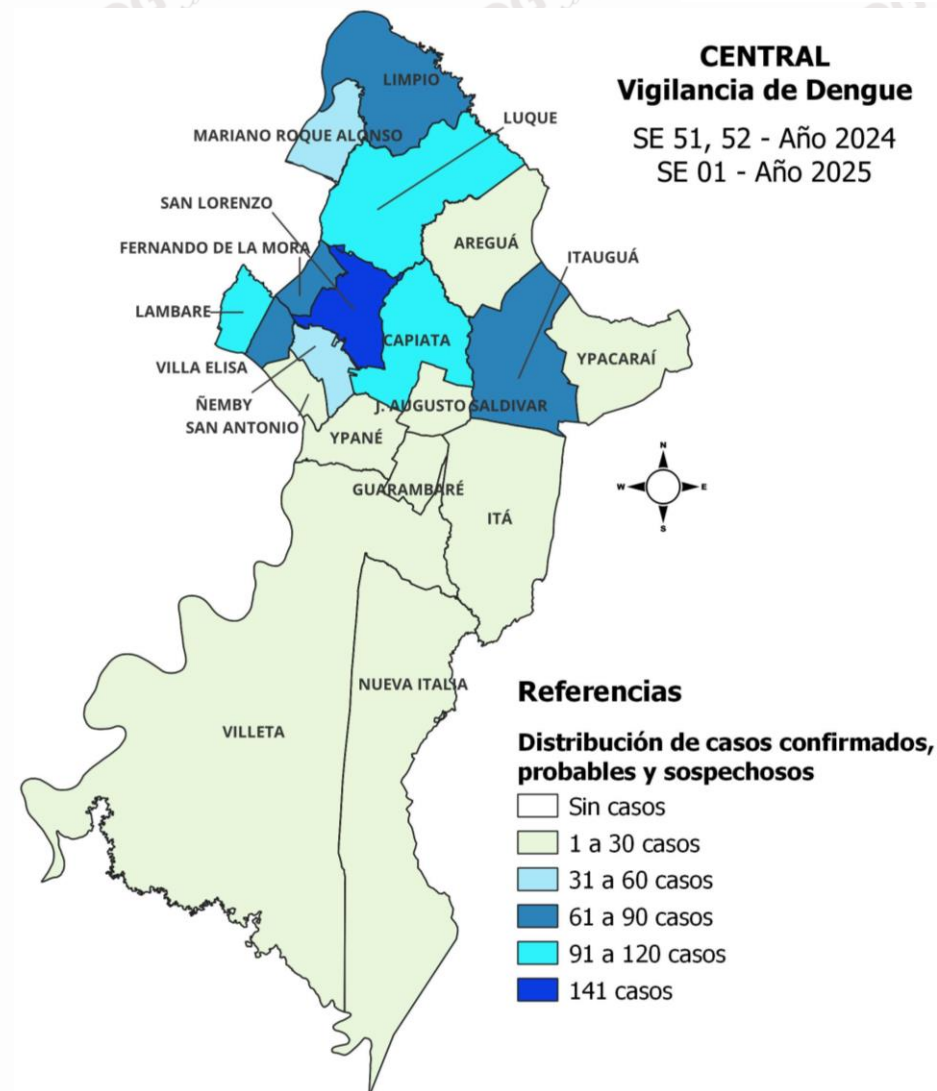 CENTRAL
Vigilancia de Dengue
SE 51, 52 - Año 2024
SE 01 - Año 2025
LIMPIO
LUQUE
MARIANO ROQUE ALONSO
SAN LORENZO
FERNANDO DE LA MORA
AREGUÁ
ITAUGUÁ
LAMBARE
CAPIATA
YPACARAÍ
VILLA ELISA
ÑEMBY
J. AUGUSTO SALDIVAR
SAN ANTONIO
YPANÉ
GUARAMBARÉ
ITÁ
N
W
E
S
NUEVA ITALIA
VILLETA
Referencias
Distribución de casos confirmados,
probables y sospechosos
Sin casos
1 a 30 casos
31 a 60 casos
61 a 90 casos
91 a 120 casos
141 casos